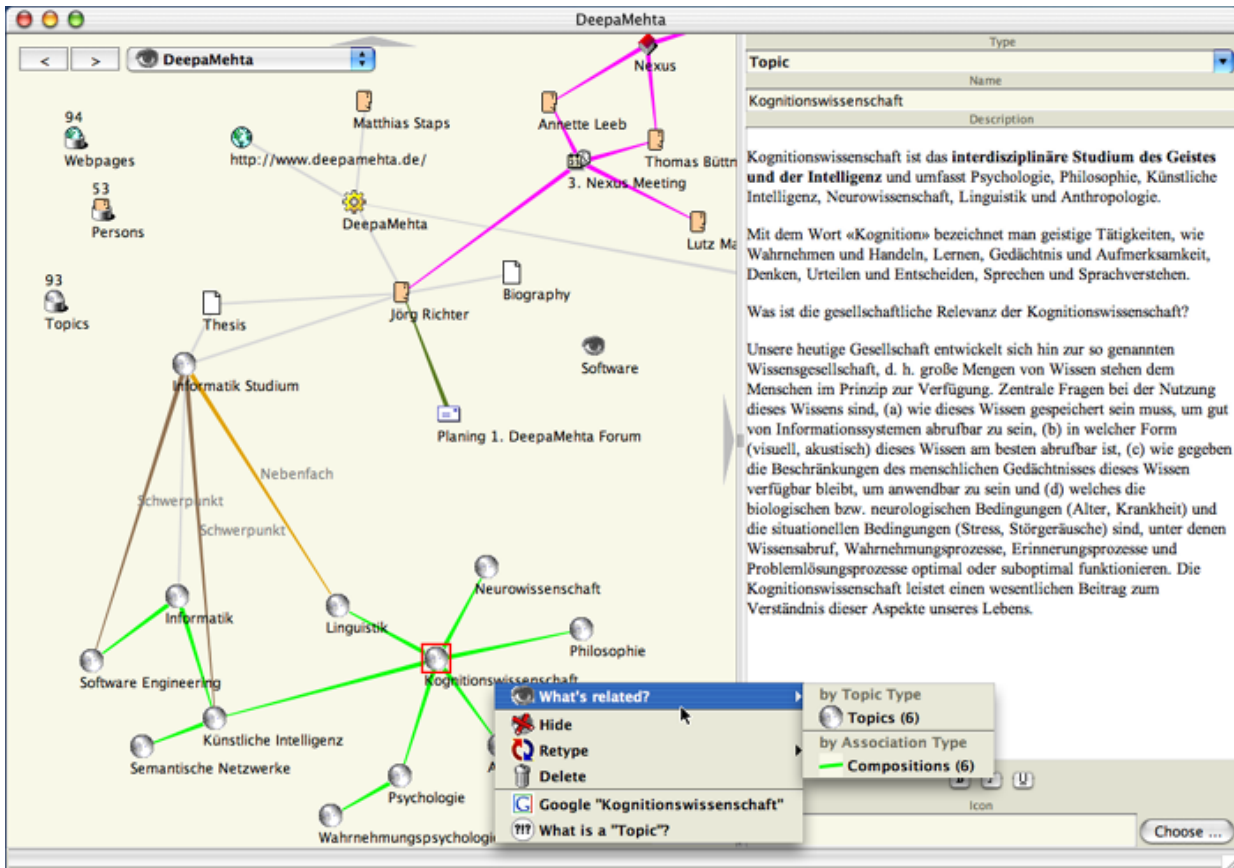 DeepaMehta
< > DeepaMehta
Nexus
Matthias Staps
Annette Leeb
94
Webpages
http://www.deepamehta.de/
Thomas Büttn
3. Nexus Meeting
53
Persons
DeepaMehta
Lutz Ma
93
Topics
Biography
Thesis
Jörg Richter
Software
Informatik Studium
Planing 1. DeepaMehta Forum
Nebenfach
Schwerpunkt
Schwerpunkt
Neurowissenschaft
Informatik
Linguistik
Philosophie
Software Engineering
Kognitionswissenschaft
Künstliche Intelligenz
Semantische Netzwerke
A
Psychologie
Wahrnehmungspsychologi
What's related?
Hide
Retype
Delete
Google "Kognitionswissenschaft"
?!? What is a "Topic"?
by Topic Type
Topics (6)
by Association Type
Compositions (6)
Type
Topic
Name
Kognitionswissenschaft
Description
Kognitionswissenschaft ist das interdisziplinäre Studium des Geistes
und der Intelligenz und umfasst Psychologie, Philosophie, Künstliche
Intelligenz, Neurowissenschaft, Linguistik und Anthropologie.
Mit dem Wort «Kognition» bezeichnet man geistige Tätigkeiten, wie
Wahrnehmen und Handeln, Lernen, Gedächtnis und Aufmerksamkeit,
Denken, Urteilen und Entscheiden, Sprechen und Sprachverstehen.
Was ist die gesellschaftliche Relevanz der Kognitionswissenschaft?
Unsere heutige Gesellschaft entwickelt sich hin zur so genannten
Wissensgesellschaft, d. h. große Mengen von Wissen stehen dem
Menschen im Prinzip zur Verfügung. Zentrale Fragen bei der Nutzung
dieses Wissens sind, (a) wie dieses Wissen gespeichert sein muss, um gut
von Informationssystemen abrufbar zu sein, (b) in welcher Form
(visuell, akustisch) dieses Wissen am besten abrufbar ist, (c) wie gegeben
die Beschränkungen des menschlichen Gedächtnisses dieses Wissen
verfügbar bleibt, um anwendbar zu sein und (d) welches die
biologischen bzw. neurologischen Bedingungen (Alter, Krankheit) und
die situationellen Bedingungen (Stress, Störgeräusche) sind, unter denen
Wissensabruf, Wahrnehmungsprozesse, Erinnerungsprozesse und
Problemlösungsprozesse optimal oder suboptimal funktionieren. Die
Kognitionswissenschaft leistet einen wesentlichen Beitrag zum
Verständnis dieser Aspekte unseres Lebens.
B I U
Icon
Choose ...